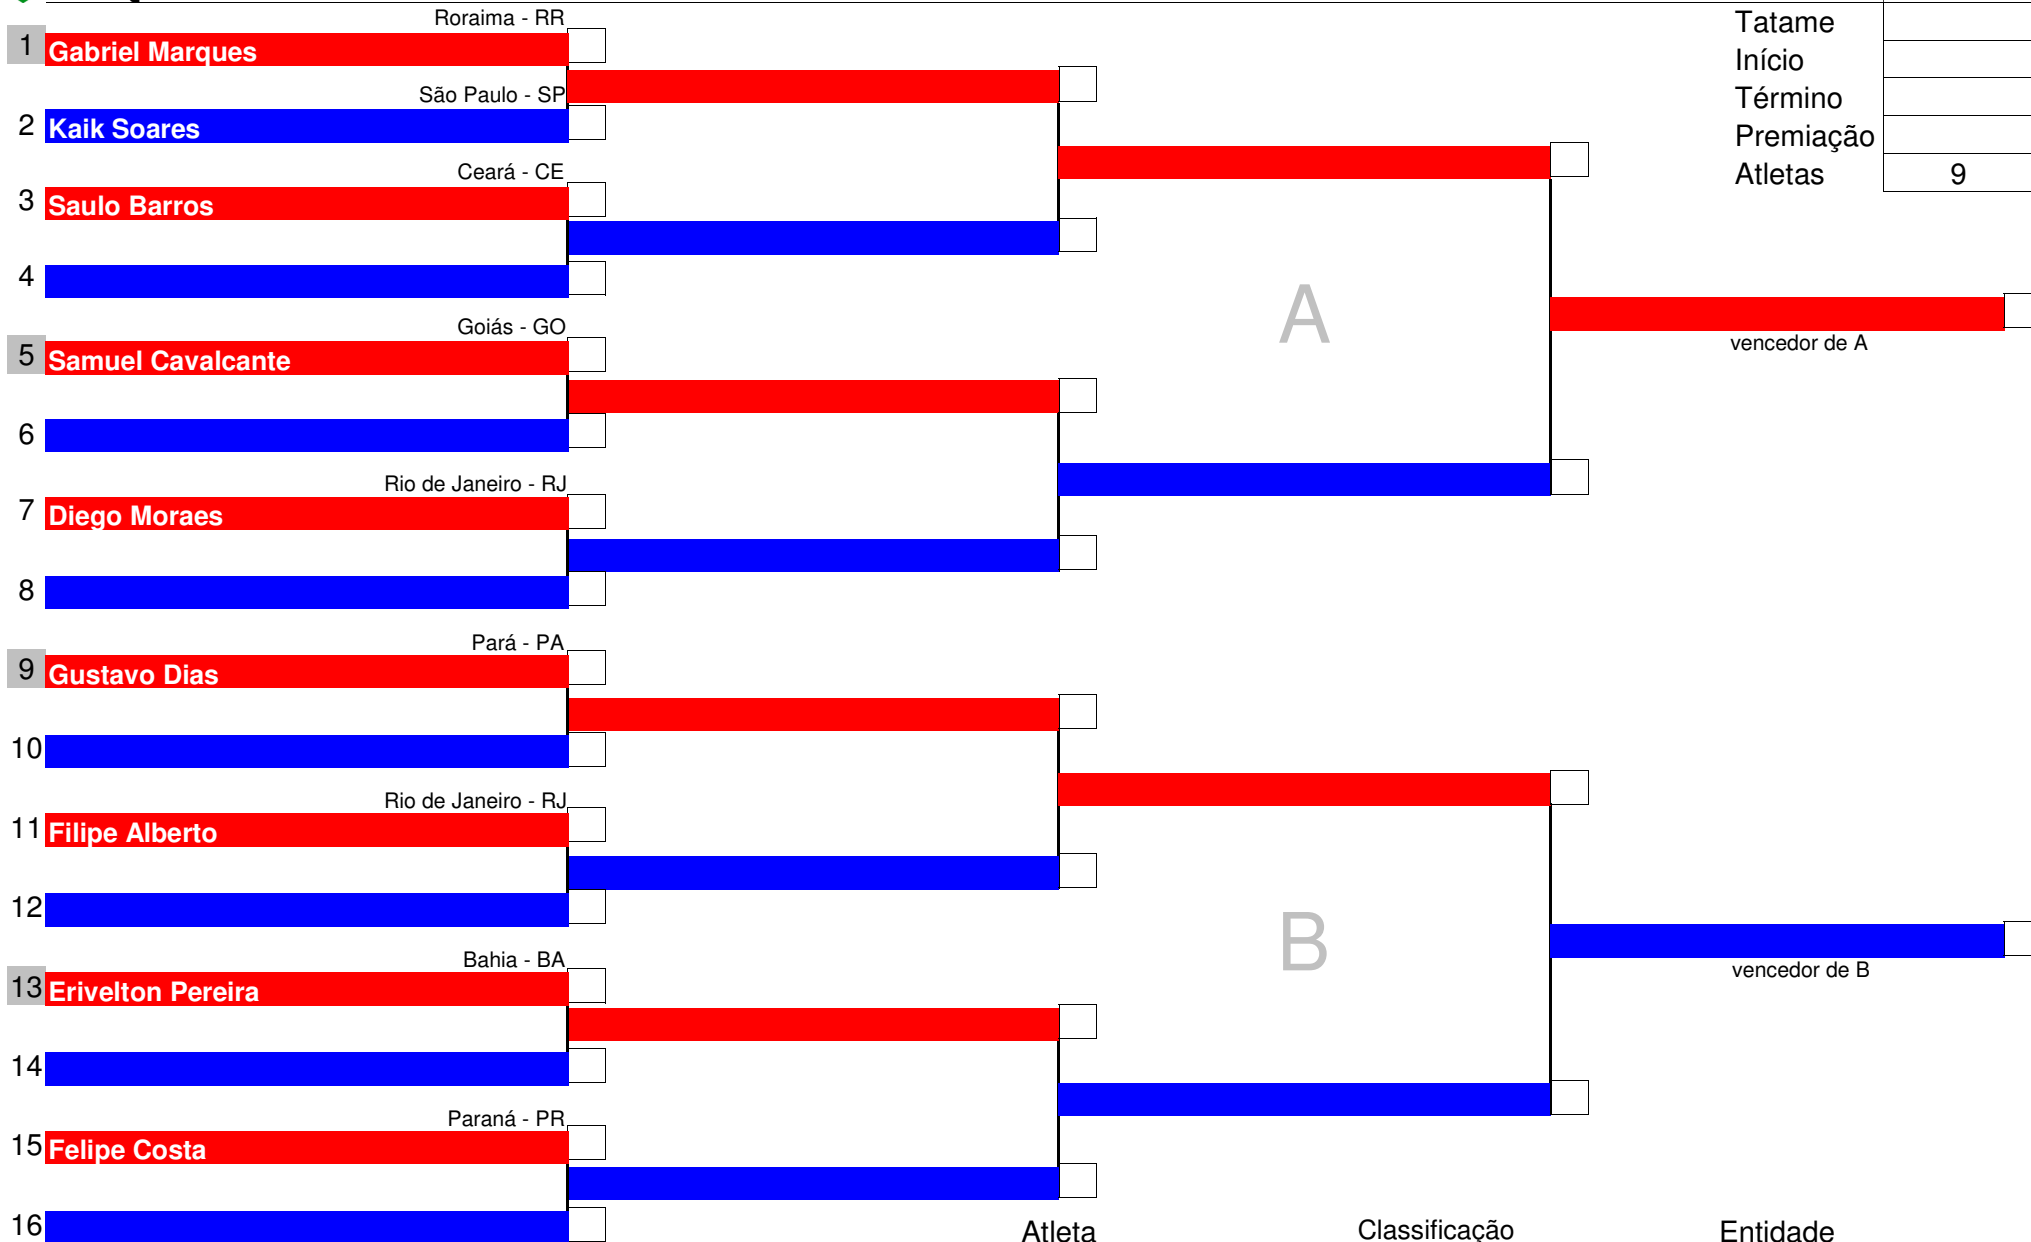 Roraima - RR
1 Gabriel Marques
São Paulo - SP
2 Kaik Soares
Ceará - CE
3 Saulo Barros
4
Goiás - GO
5 Samuel Cavalcante
6
Rio de Janeiro - RJ
7 Diego Moraes
8
Pará - PA
9 Gustavo Dias
10
Rio de Janeiro - RJ
11 Filipe Alberto
12
Bahia - BA
13 Erivelton Pereira
14
Paraná - PR
15 Felipe Costa
16
A
B
vencedor de A
vencedor de B
Tatame
Início
Término
Premiação
Atletas 9
Atleta Classificação Entidade